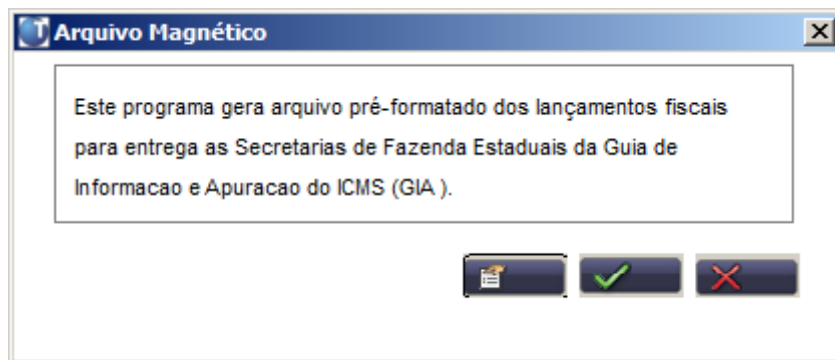 Arquivo Magnético
Este programa gera arquivo pré-formatado dos lançamentos fiscais
para entrega as Secretarias de Fazenda Estaduais da Guia de
Informacao e Apuracao do ICMS (GIA ).